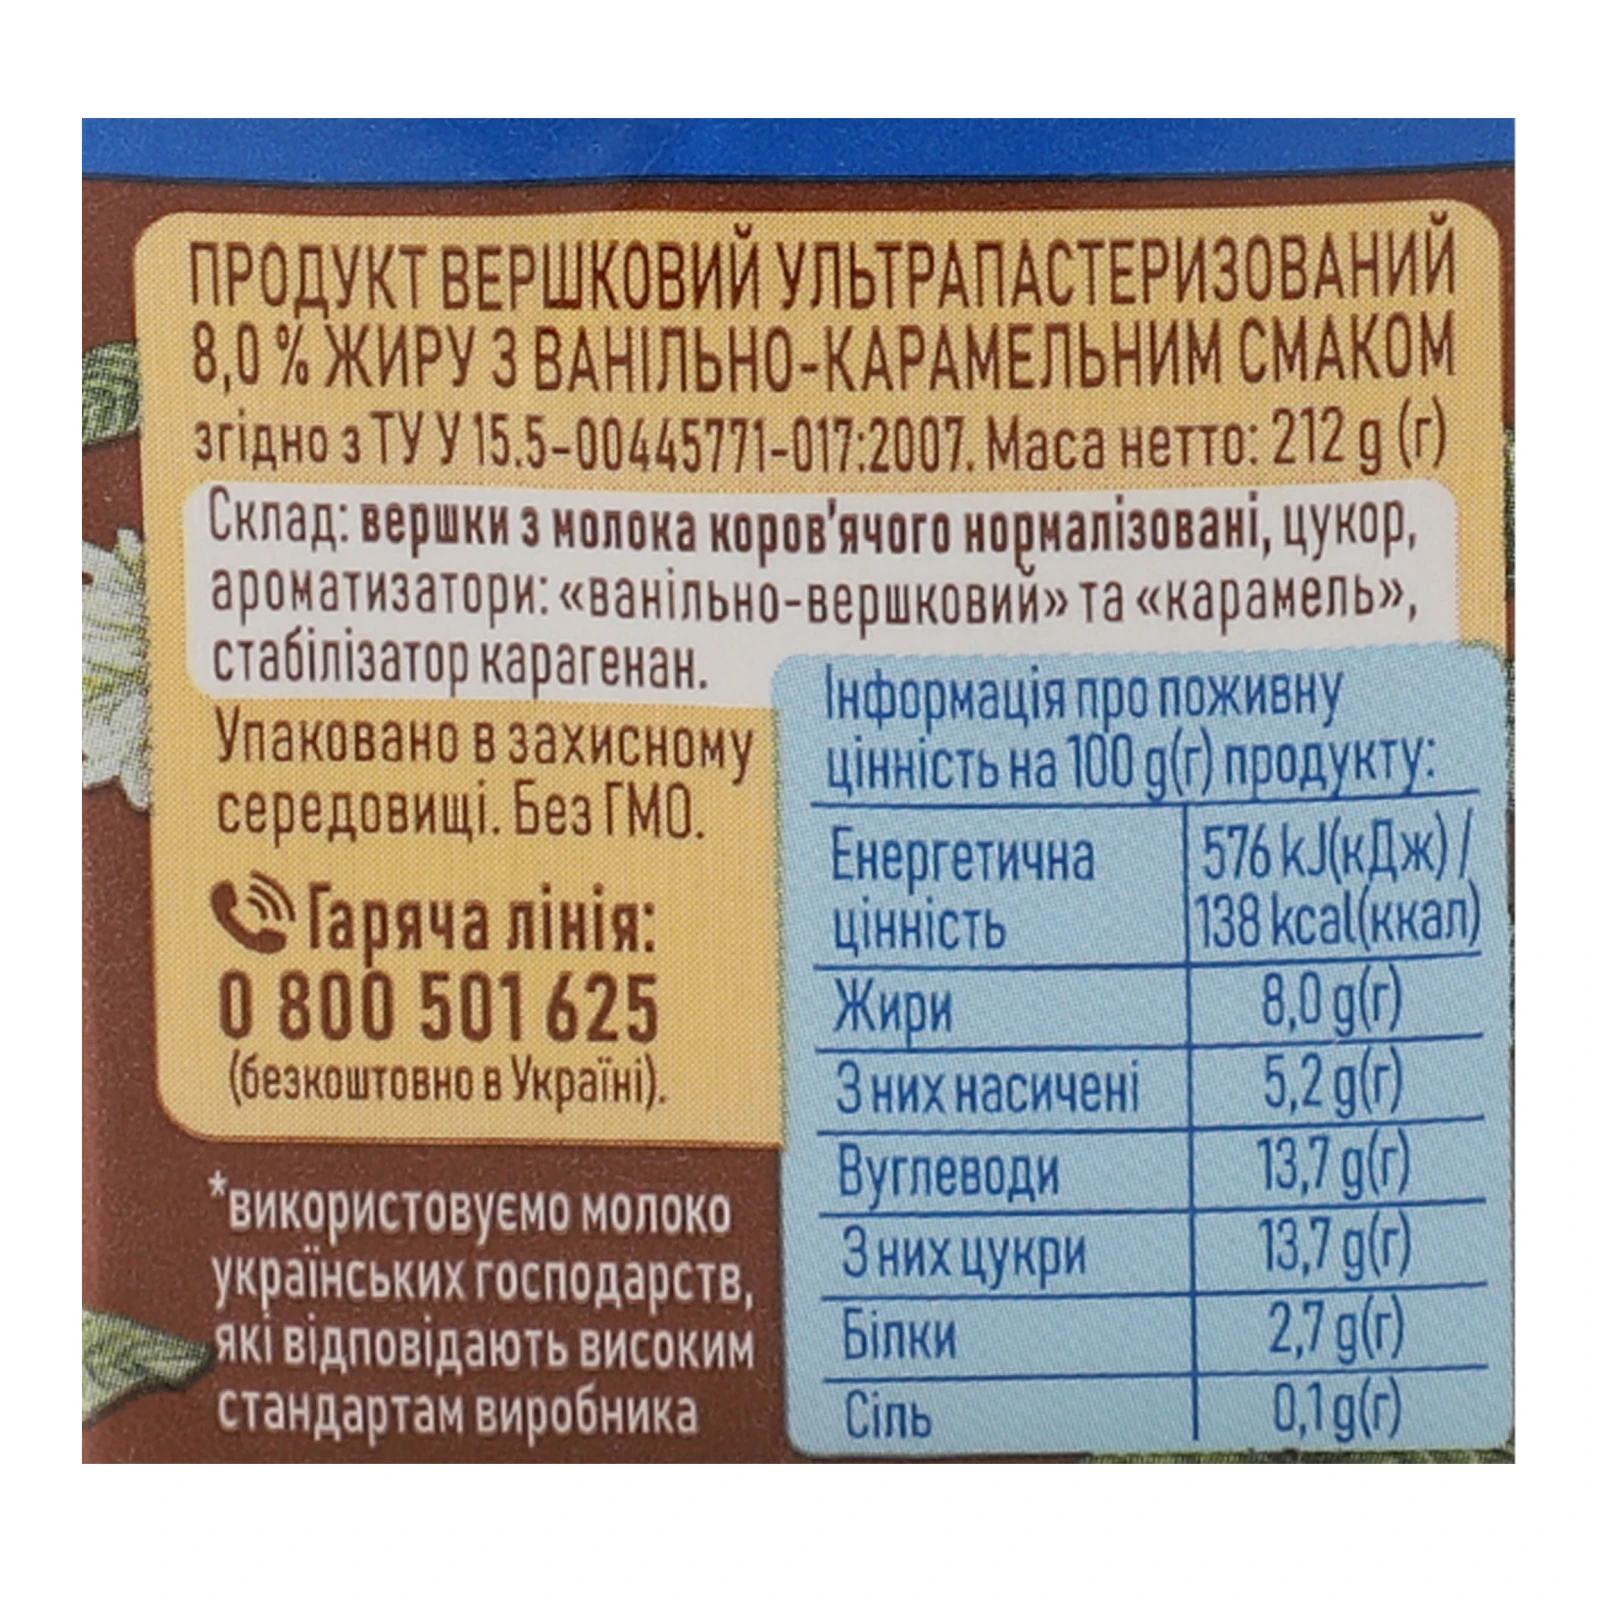 ПРОДУКТ ВЕРШКОВИЙ УЛЬТРАПАСТЕРИЗОВАНИЙ
8,0 % ЖИРУ З ВАНІЛЬНО-КАРАМЕЛЬНИМ СМАКОМ
згідно з ТУ У 15.5-00445771-017:2007. Маса нетто: 212 g (г)
Склад: вершки з молока коров'ячого нормалізовані, цукор,
ароматизатори: «ванільно-вершковий» та «карамель»,
стабілізатор карагенан.
Упаковано в захисному
середовищі. Без ГМО.
Гаряча лінія:
0 800 501 625
(безкоштовно в Україні).
*використовуємо молоко
українських господарств,
які відповідають високим
стандартам виробника
Інформація про поживну
цінність на 100 g(г) продукту:
Енергетична цінність 576 kJ(кДж) /
138 kcal(ккал)
Жири 8,0 g(г)
З них насичені 5,2 g(г)
Вуглеводи 13,7 g(г)
З них цукри 13,7 g(г)
Білки 2,7 g(г)
Сіль 0,1 g(г)